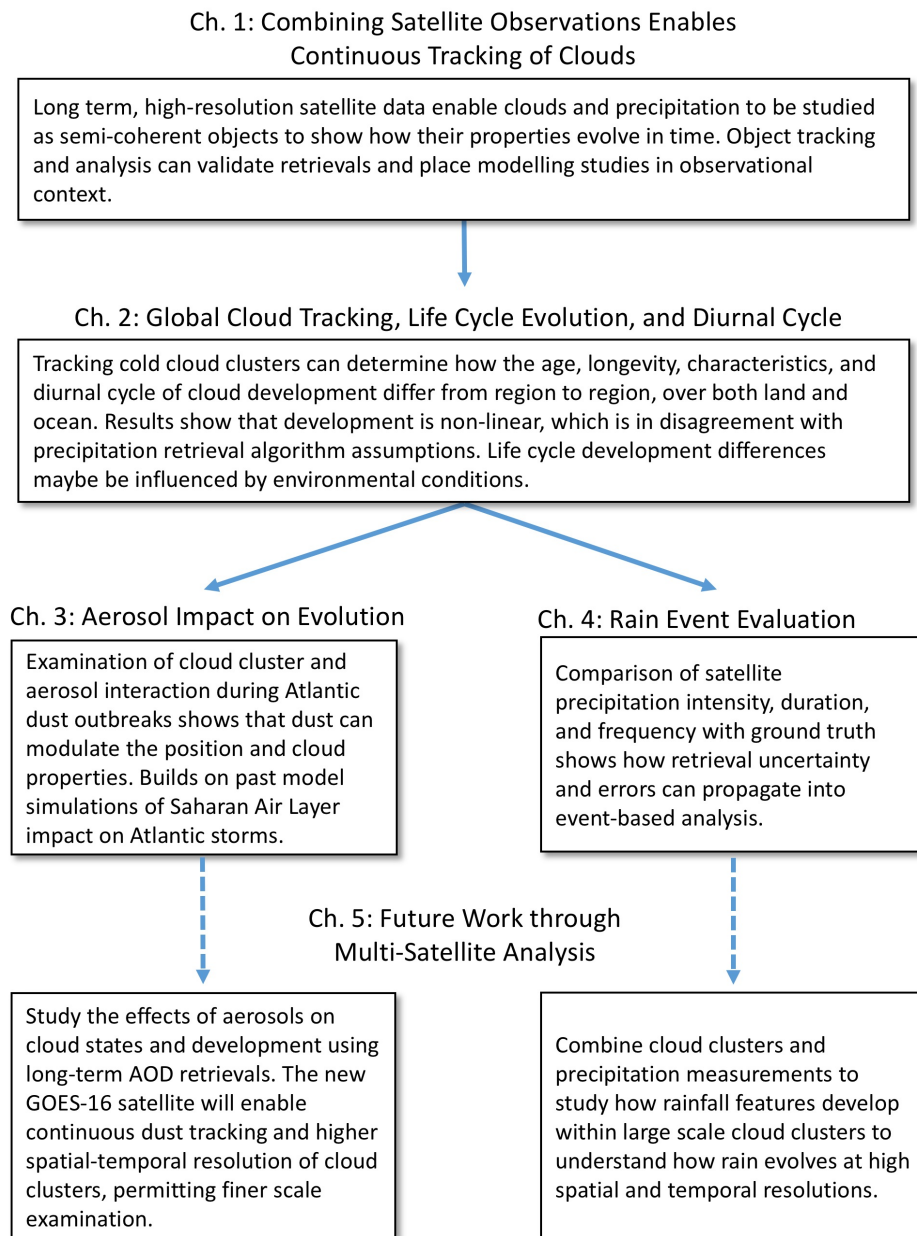 Ch. 1: Combining Satellite Observations Enables
Continuous Tracking of Clouds
Long term, high-resolution satellite data enable clouds and precipitation to be studied
as semi-coherent objects to show how their properties evolve in time. Object tracking
and analysis can validate retrievals and place modelling studies in observational
context.
Ch. 2: Global Cloud Tracking, Life Cycle Evolution, and Diurnal Cycle
Tracking cold cloud clusters can determine how the age, longevity, characteristics, and
diurnal cycle of cloud development differ from region to region, over both land and
ocean. Results show that development is non-linear, which is in disagreement with
precipitation retrieval algorithm assumptions. Life cycle development differences
maybe be influenced by environmental conditions.
Ch. 3: Aerosol Impact on Evolution
Examination of cloud cluster and
aerosol interaction during Atlantic
dust outbreaks shows that dust can
modulate the position and cloud
properties. Builds on past model
simulations of Saharan Air Layer
impact on Atlantic storms.
Ch. 4: Rain Event Evaluation
Comparison of satellite
precipitation intensity, duration,
and frequency with ground truth
shows how retrieval uncertainty
and errors can propagate into
event-based analysis.
Ch. 5: Future Work through
Multi-Satellite Analysis
Study the effects of aerosols on
cloud states and development using
long-term AOD retrievals. The new
GOES-16 satellite will enable
continuous dust tracking and higher
spatial-temporal resolution of cloud
clusters, permitting finer scale
examination.
Combine cloud clusters and
precipitation measurements to
study how rainfall features develop
within large scale cloud clusters to
understand how rain evolves at high
spatial and temporal resolutions.